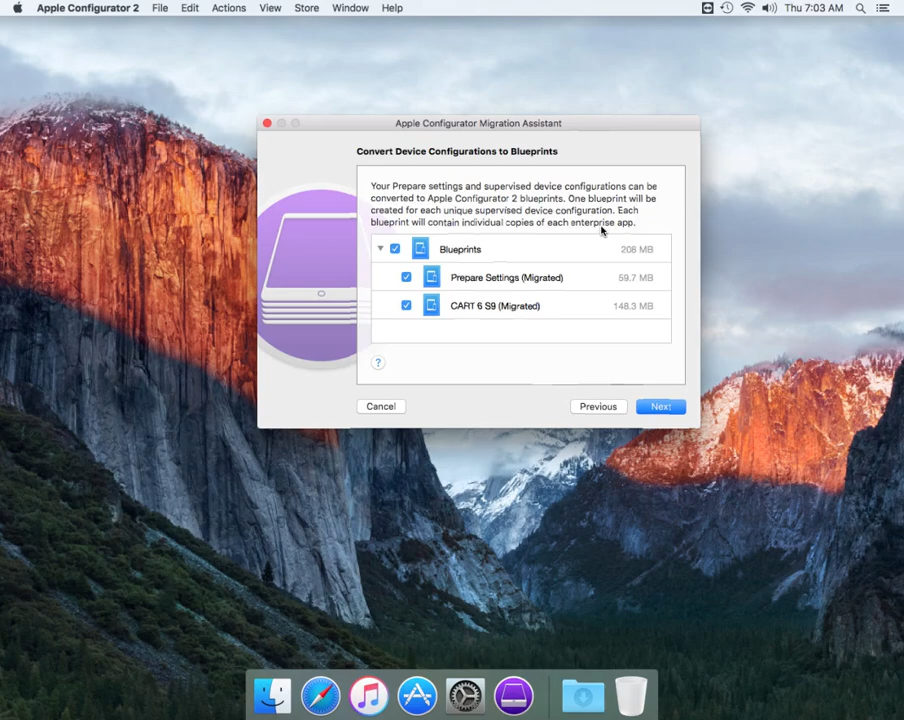 Apple Configurator 2 File Edit Actions View Store Window Help Thu 7:03 AM
Apple Configurator Migration Assistant
Convert Device Configurations to Blueprints
Your Prepare settings and supervised device configurations can be
converted to Apple Configurator 2 blueprints. One blueprint will be
created for each unique supervised device configuration. Each
blueprint will contain individual copies of each enterprise app.
Blueprints 208 MB
Prepare Settings (Migrated) 59.7 MB
CART 6 S9 (Migrated) 148.3 MB
?
Cancel Previous Next